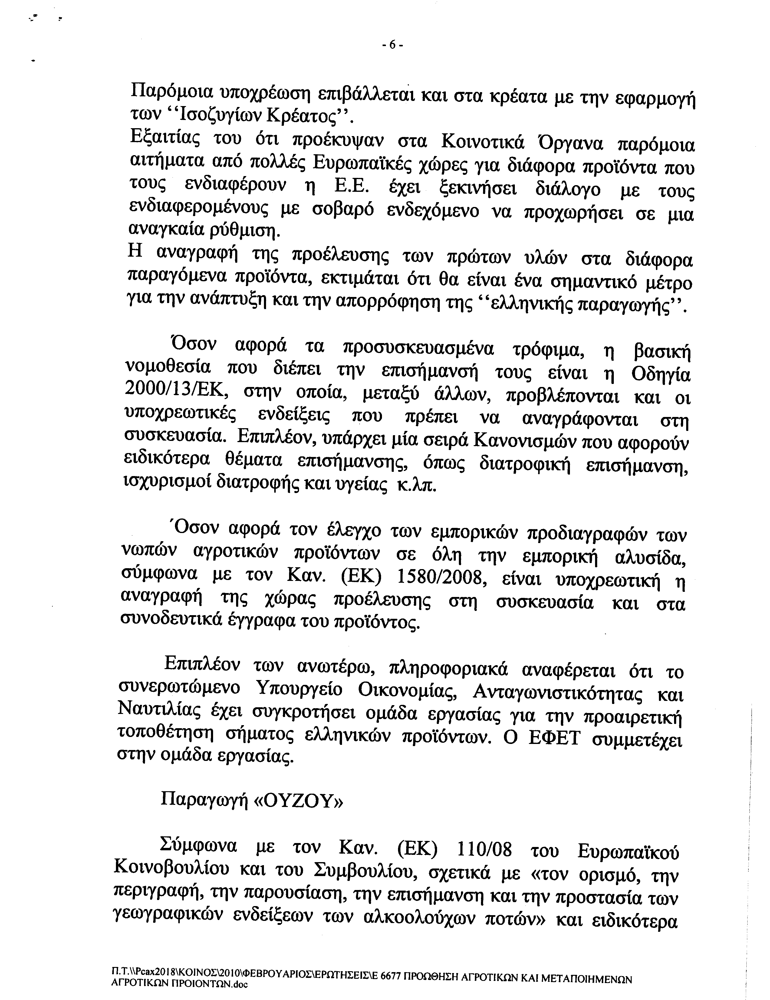 - 6 -
Παρόμοια υποχρέωση επιβάλλεται και στα κρέατα με την εφαρμογή
των ‘‘Ισοζυγίων Κρέατος’’.
Εξαιτίας του ότι προέκυψαν στα Κοινοτικά Όργανα παρόμοια
αιτήματα από πολλές Ευρωπαϊκές χώρες για διάφορα προϊόντα που
τους ενδιαφέρουν η Ε.Ε. έχει ξεκινήσει διάλογο με τους
ενδιαφερομένους με σοβαρό ενδεχόμενο να προχωρήσει σε μια
αναγκαία ρύθμιση.
Η αναγραφή της προέλευσης των πρώτων υλών στα διάφορα
παραγόμενα προϊόντα, εκτιμάται ότι θα είναι ένα σημαντικό μέτρο
για την ανάπτυξη και την απορρόφηση της ‘‘ελληνικής παραγωγής’’.
Όσον αφορά τα προσυσκευασμένα τρόφιμα, η βασική
νομοθεσία που διέπει την επισήμανσή τους είναι η Οδηγία
2000/13/ΕΚ, στην οποία, μεταξύ άλλων, προβλέπονται και οι
υποχρεωτικές ενδείξεις που πρέπει να αναγράφονται στη
συσκευασία. Επιπλέον, υπάρχει μία σειρά Κανονισμών που αφορούν
ειδικότερα θέματα επισήμανσης, όπως διατροφική επισήμανση,
ισχυρισμοί διατροφής και υγείας κ.λπ.
Όσον αφορά τον έλεγχο των εμπορικών προδιαγραφών των
νωπών αγροτικών προϊόντων σε όλη την εμπορική αλυσίδα,
σύμφωνα με τον Καν. (ΕΚ) 1580/2008, είναι υποχρεωτική η
αναγραφή της χώρας προέλευσης στη συσκευασία και στα
συνοδευτικά έγγραφα του προϊόντος.
Επιπλέον των ανωτέρω, πληροφοριακά αναφέρεται ότι το
συνερωτώμενο Υπουργείο Οικονομίας, Ανταγωνιστικότητας και
Ναυτιλίας έχει συγκροτήσει ομάδα εργασίας για την προαιρετική
τοποθέτηση σήματος ελληνικών προϊόντων. Ο ΕΦΕΤ συμμετέχει
στην ομάδα εργασίας.
Παραγωγή «ΟΥΖΟΥ»
Σύμφωνα με τον Καν. (ΕΚ) 110/08 του Ευρωπαϊκού
Κοινοβουλίου και του Συμβουλίου, σχετικά με «τον ορισμό, την
περιγραφή, την παρουσίαση, την επισήμανση και την προστασία των
γεωγραφικών ενδείξεων των αλκοολούχων ποτών» και ειδικότερα
Π.Τ.\\Pcax2018\ΚΟΙΝΟΣ\2010\ΦΕΒΡΟΥΑΡΙΟΣ\ΕΡΩΤΗΣΕΙΣ\Ε 6677 ΠΡΟΩΘΗΣΗ ΑΓΡΟΤΙΚΩΝ ΚΑΙ ΜΕΤΑΠΟΙΗΜΕΝΩΝ
ΑΓΡΟΤΙΚΩΝ ΠΡΟΙΟΝΤΩΝ.doc